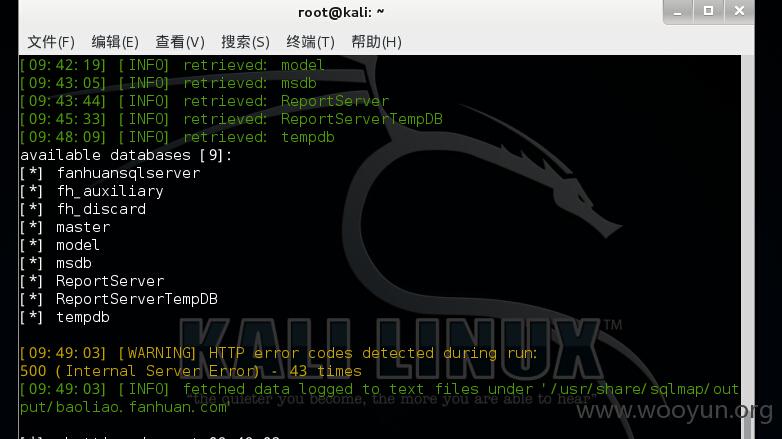 root@kali: ~
文件(F) 编辑(E) 查看(V) 搜索(S) 终端(T) 帮助(H)
[09:42:19] [INFO] retrieved: model
[09:43:05] [INFO] retrieved: msdb
[09:43:44] [INFO] retrieved: ReportServer
[09:45:33] [INFO] retrieved: ReportServerTempDB
[09:48:09] [INFO] retrieved: tempdb
available databases [9]:
[*] fanhuansqlserver
[*] fh_auxiliary
[*] fh_discard
[*] master
[*] model
[*] msdb
[*] ReportServer
[*] ReportServerTempDB
[*] tempdb
KALI LINUX™
[09:49:03] [WARNING] HTTP error codes detected during run:
500 (Internal Server Error) - 43 times
[09:49:03] [INFO] fetched data logged to text files under '/usr/share/sqlmap/out
put/baoliao.fanhuan.com'
"the quieter you become, the more you are able to hear"
www.wooyun.org